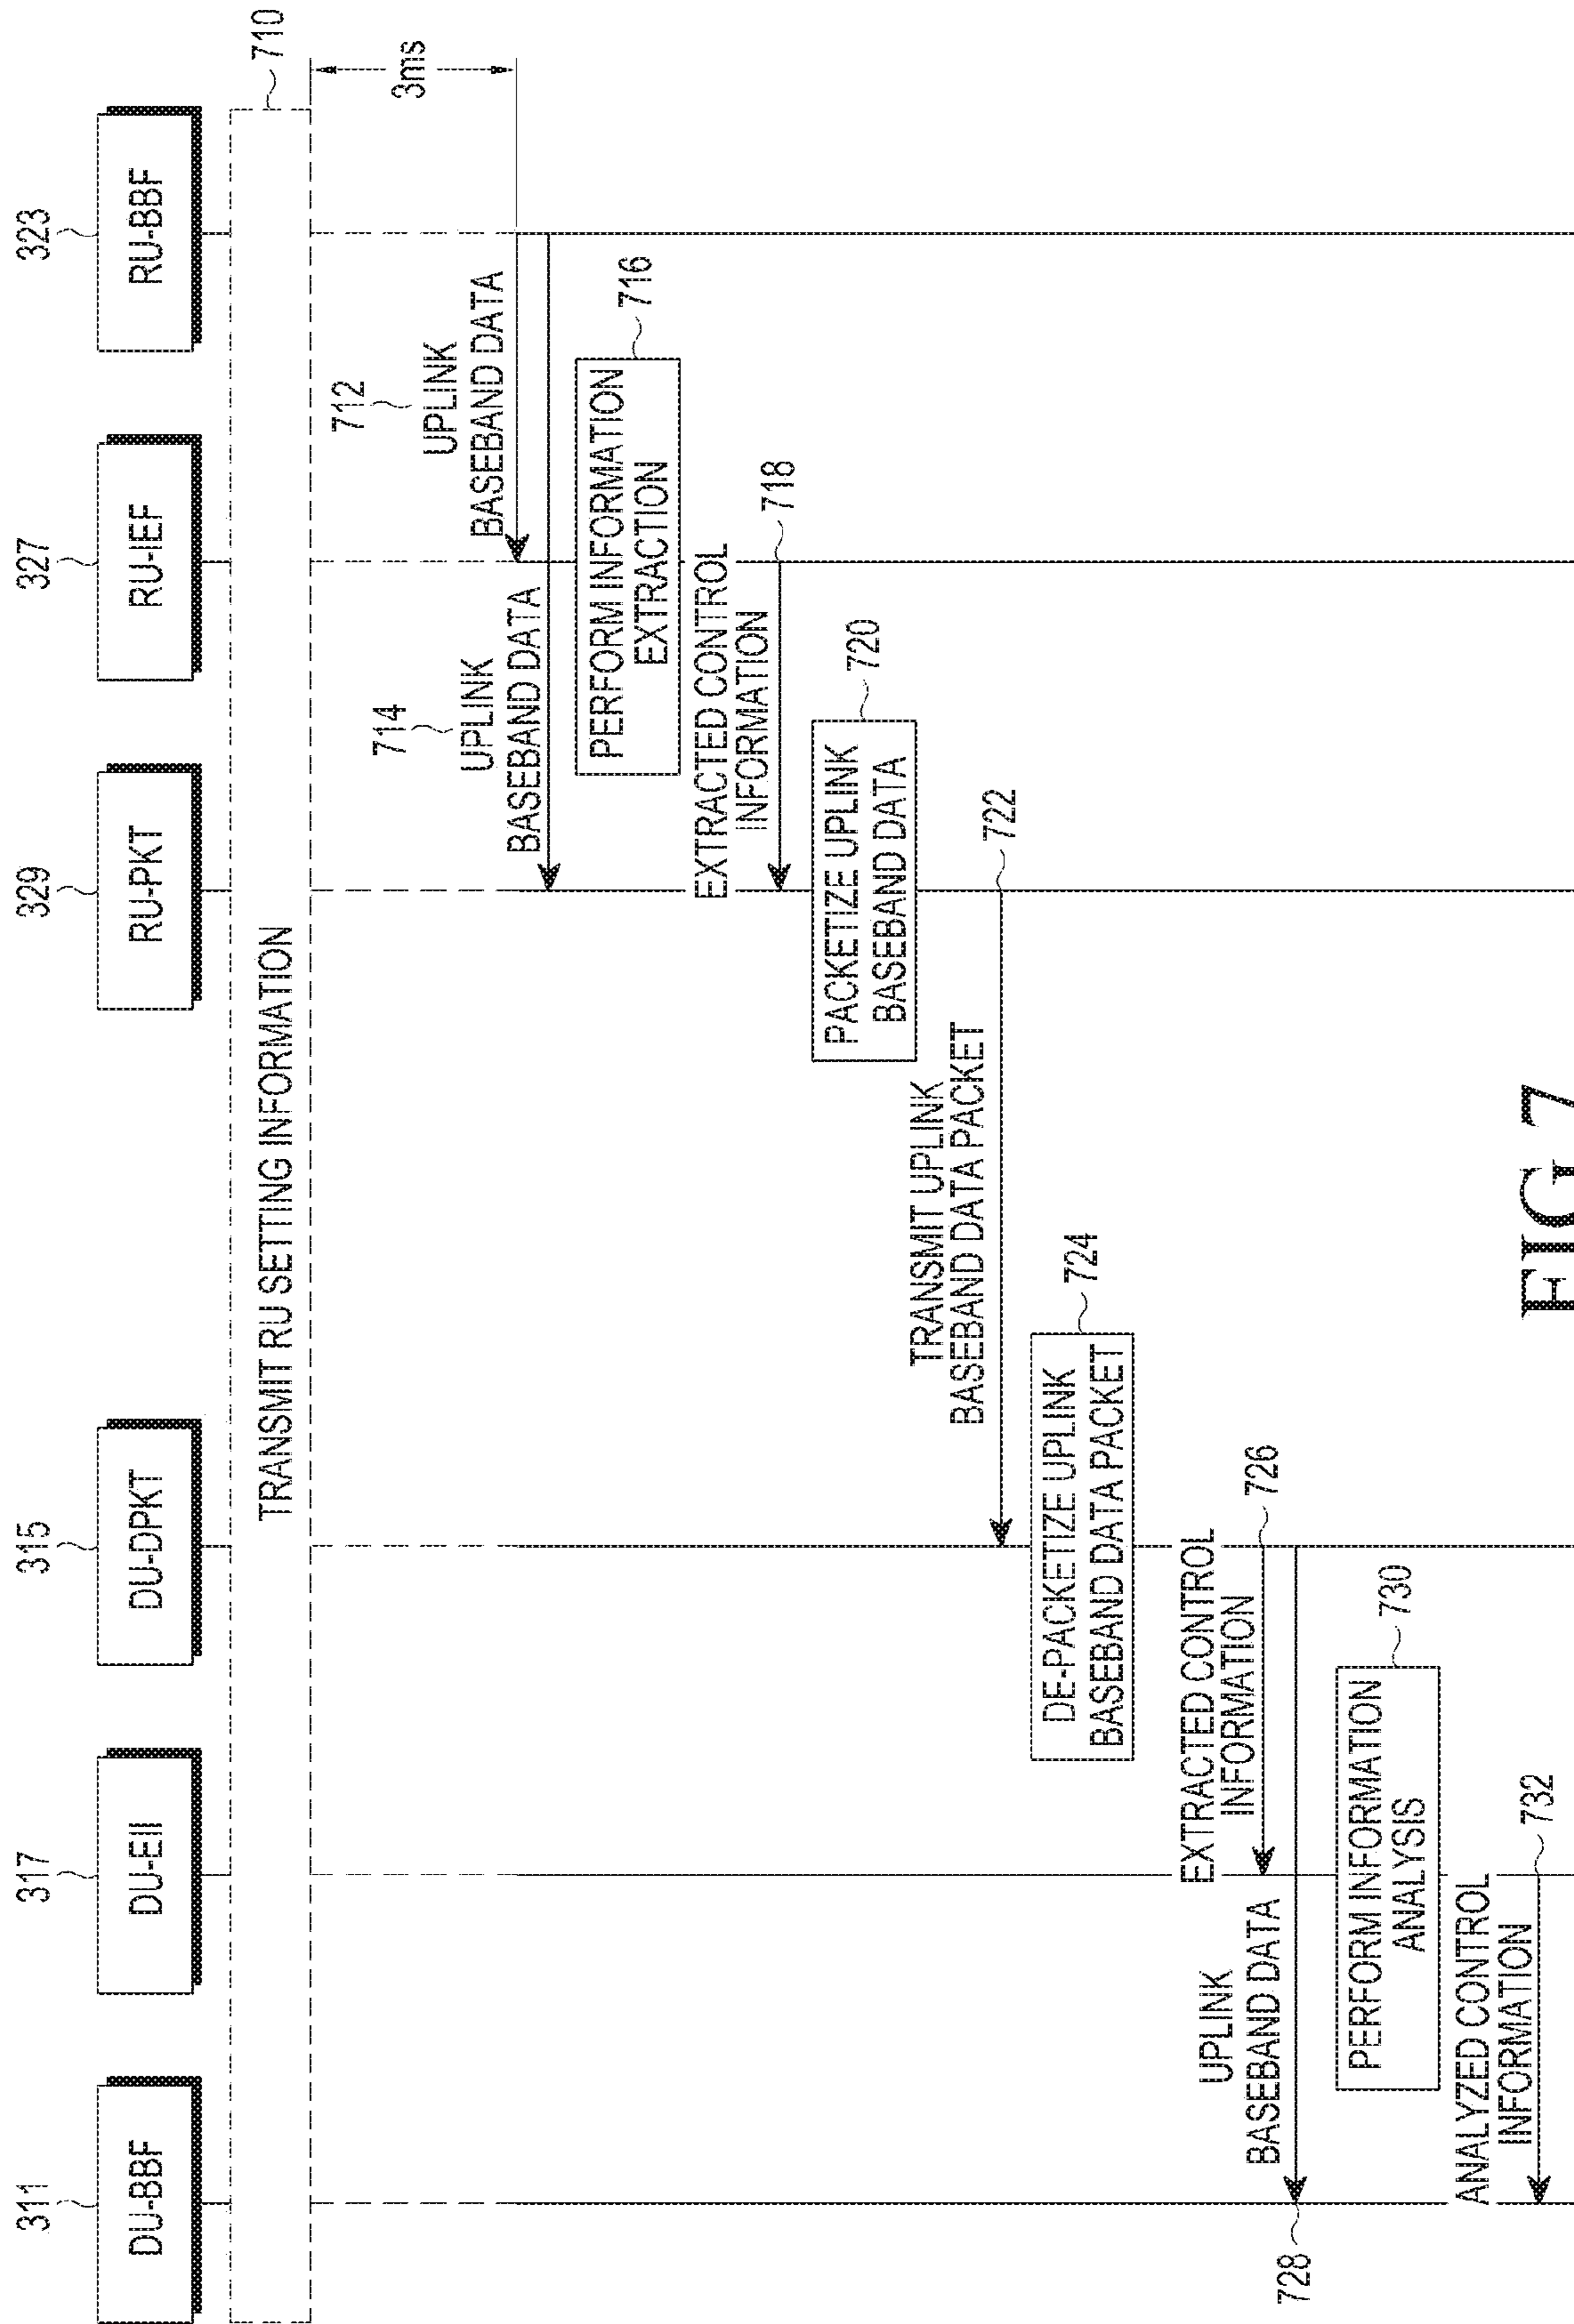 311
DU-BBF
317
DU-EII
315
DU-DPKT
329
RU-PKT
327
RU-IEF
323
RU-BBF
TRANSMIT RU SETTING INFORMATION
710
3ms
712
UPLINK
BASEBAND DATA
714
UPLINK
BASEBAND DATA
PERFORM INFORMATION
EXTRACTION
716
EXTRACTED CONTROL
INFORMATION
718
PACKETIZE UPLINK
BASEBAND DATA
720
TRANSMIT UPLINK
BASEBAND DATA PACKET
722
DE-PACKETIZE UPLINK
BASEBAND DATA PACKET
724
EXTRACTED CONTROL
INFORMATION
726
UPLINK
BASEBAND DATA
728
PERFORM INFORMATION
ANALYSIS
730
ANALYZED CONTROL
INFORMATION
732
FIG.7